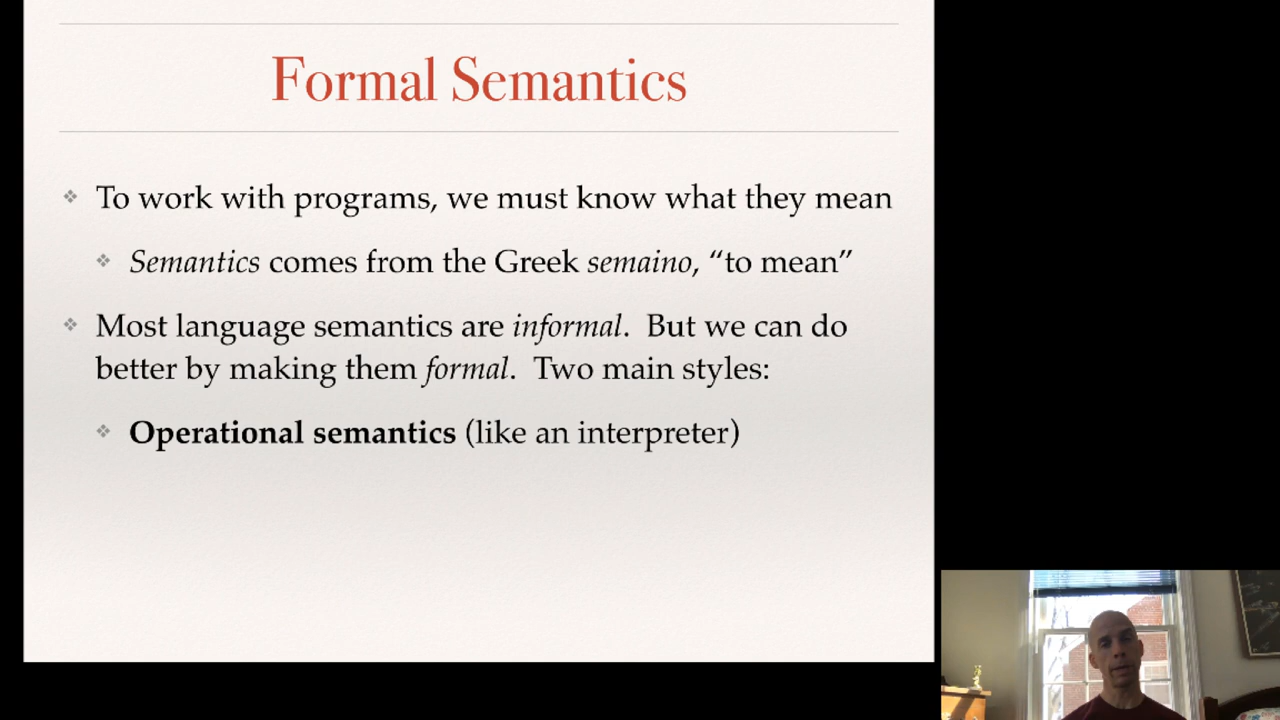 Formal Semantics
To work with programs, we must know what they mean
Semantics comes from the Greek semaino, “to mean”
Most language semantics are informal. But we can do
better by making them formal. Two main styles:
Operational semantics (like an interpreter)